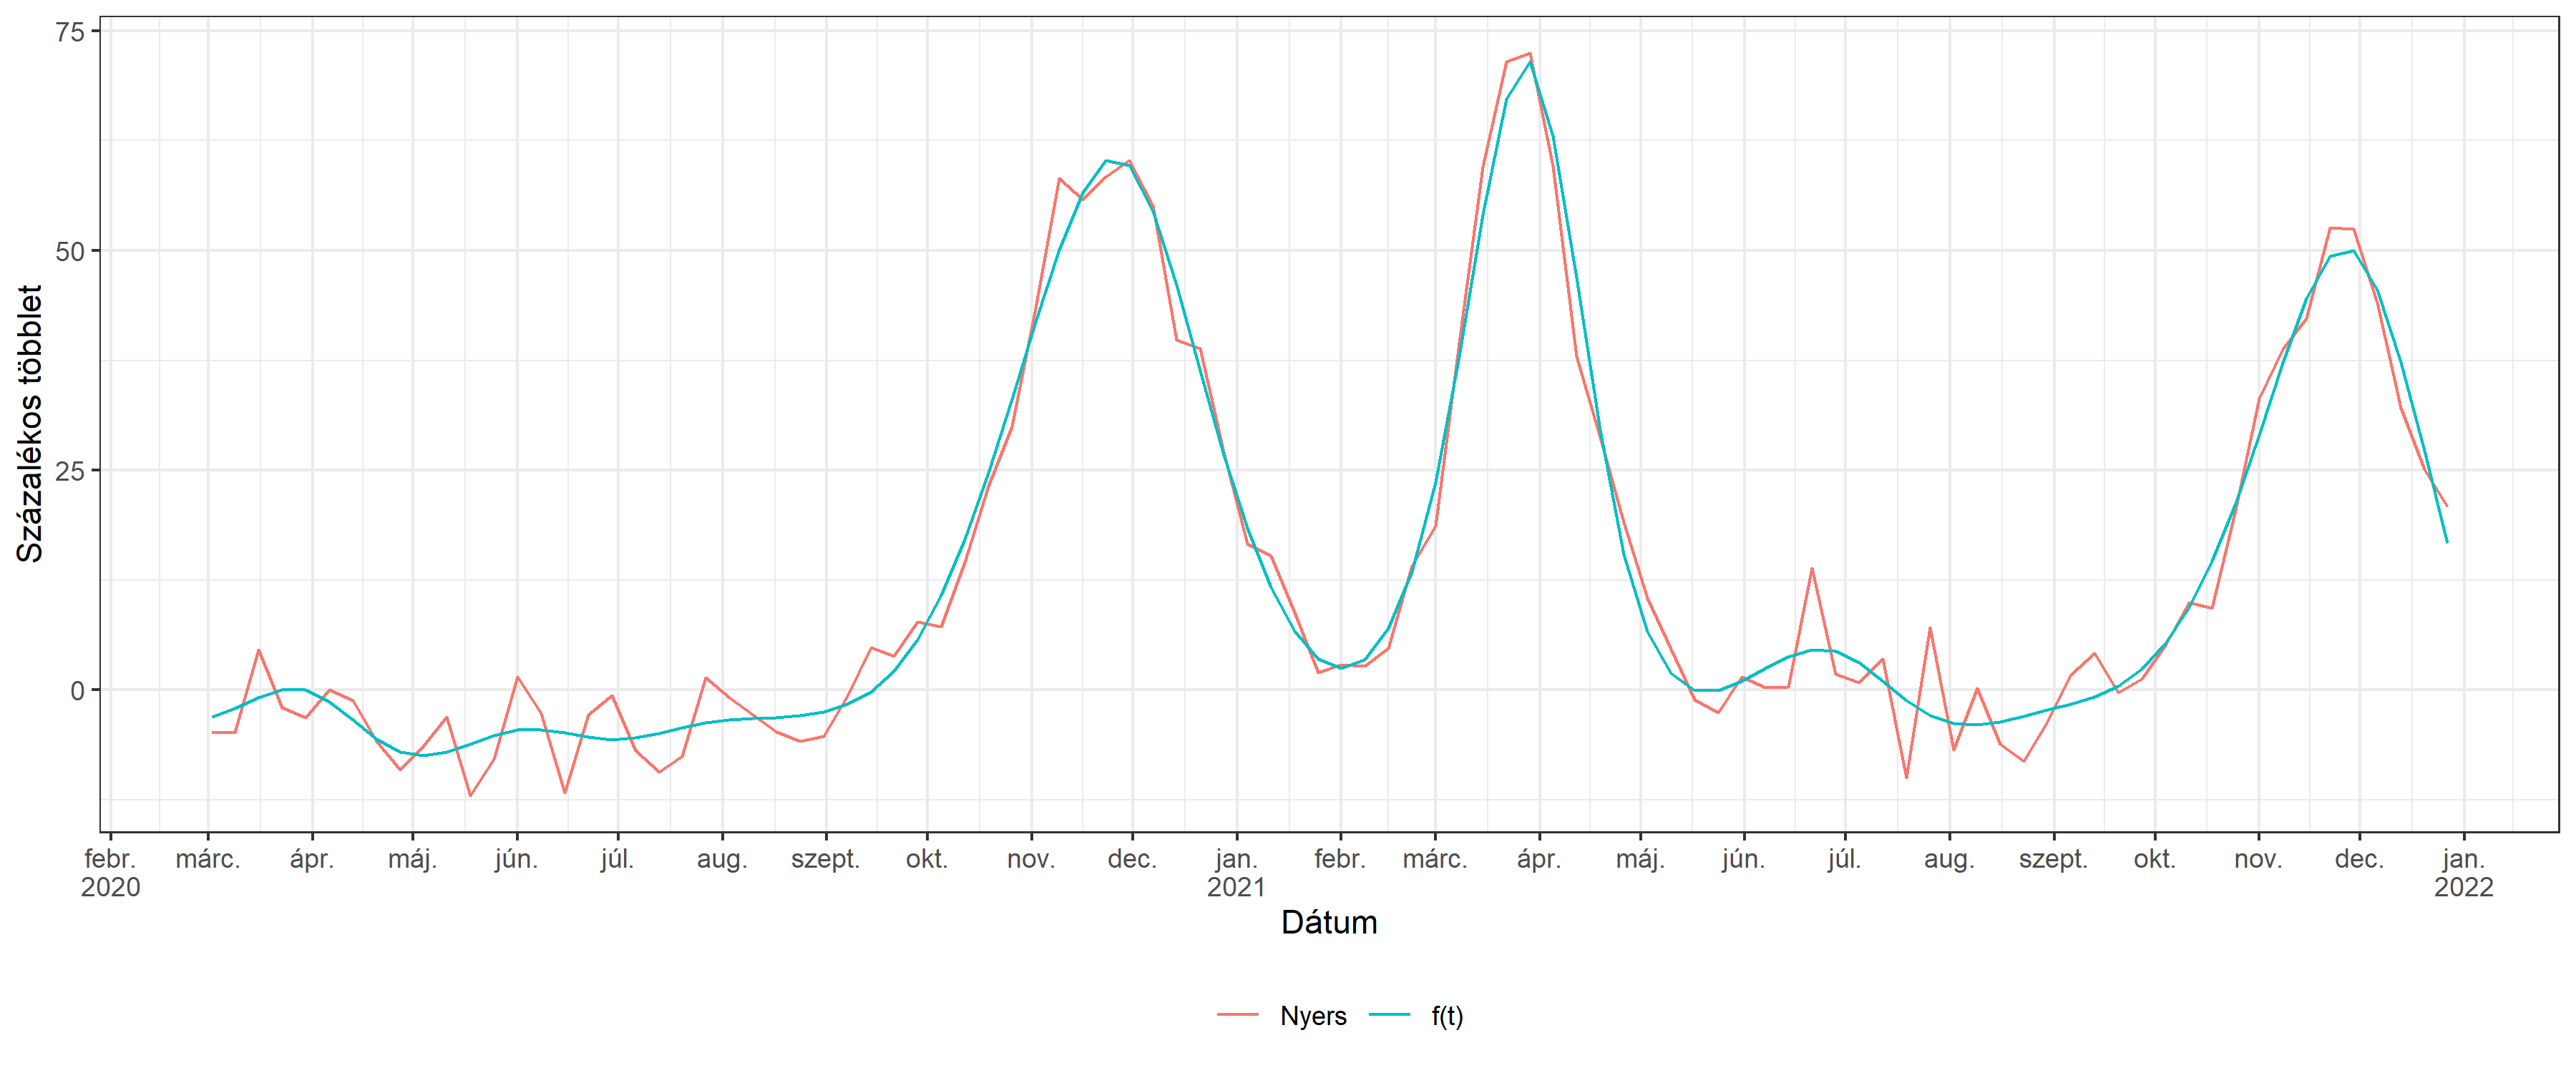 75
50
25
0
Százalékos többlet
febr. márc. ápr. máj. jún. júl. aug. szept. okt. nov. dec. jan. febr. márc. ápr. máj. jún. júl. aug. szept. okt. nov. dec. jan.
2020 2021 2022
Dátum
Nyers f(t)